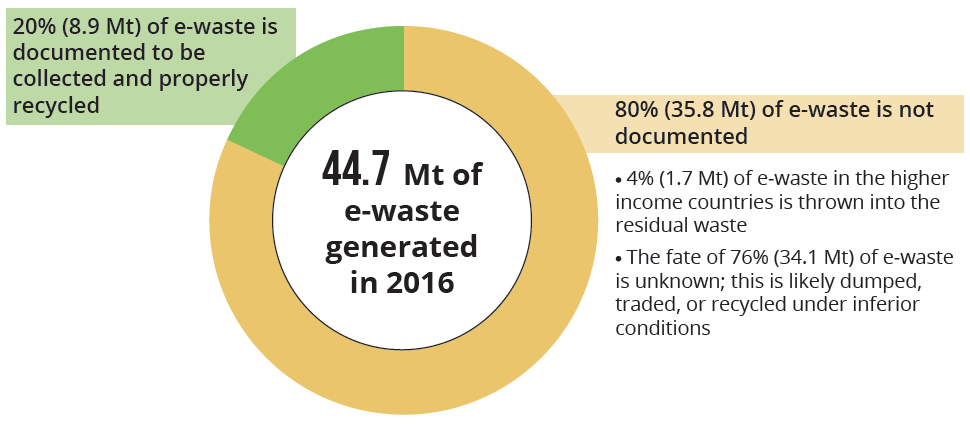 20% (8.9 Mt) of e-waste is
documented to be
collected and properly
recycled
44.7 Mt of
e-waste
generated
in 2016
80% (35.8 Mt) of e-waste is not
documented
• 4% (1.7 Mt) of e-waste in the higher
income countries is thrown into the
residual waste
• The fate of 76% (34.1 Mt) of e-waste
is unknown; this is likely dumped,
traded, or recycled under inferior
conditions